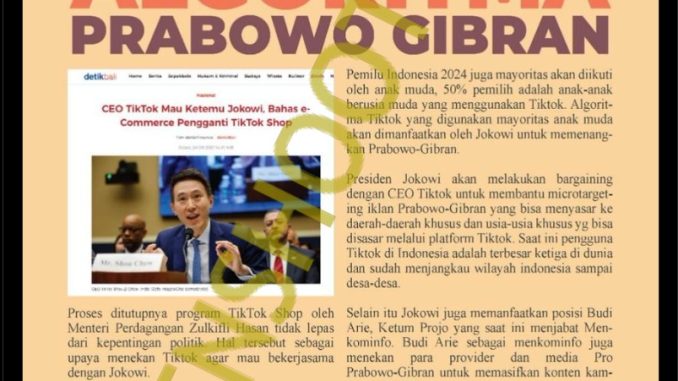 ALGORITMA
PRABOWO GIBRAN
detikbali
CEO TikTok Mau Ketemu Jokowi, Bahas e-
Commerce Pengganti TikTok Shop
Mr. Shou Chew
Proses ditutupnya program TikTok Shop oleh
Menteri Perdagangan Zulkifli Hasan tidak lepas
dari kepentingan politik. Hal tersebut sebagai
upaya menekan Tiktok agar mau bekerjasama
dengan Jokowi.
Pemilu Indonesia 2024 juga mayoritas akan diikuti
oleh anak muda, 50% pemilih adalah anak-anak
berusia muda yang menggunakan Tiktok. Algorit-
ma Tiktok yang digunakan mayoritas anak muda
akan dimanfaatkan oleh Jokowi untuk memenang-
kan Prabowo-Gibran.
Presiden Jokowi akan melakukan bargaining
dengan CEO Tiktok untuk membantu microtarget-
ing iklan Prabowo-Gibran yang bisa menyasar ke
daerah-daerah khusus dan usia-usia khusus yg bisa
disasar melalui platform Tiktok. Saat ini pengguna
Tiktok di Indonesia adalah terbesar ketiga di dunia
dan sudah menjangkau wilayah indonesia sampai
desa-desa.
Selain itu Jokowi juga memanfaatkan posisi Budi
Arie, Ketum Projo yang saat ini menjabat Men-
kominfo. Budi Arie sebagai menkominfo juga
menekan para provider dan media Pro
Prabowo-Gibran untuk memasifkan konten kam-